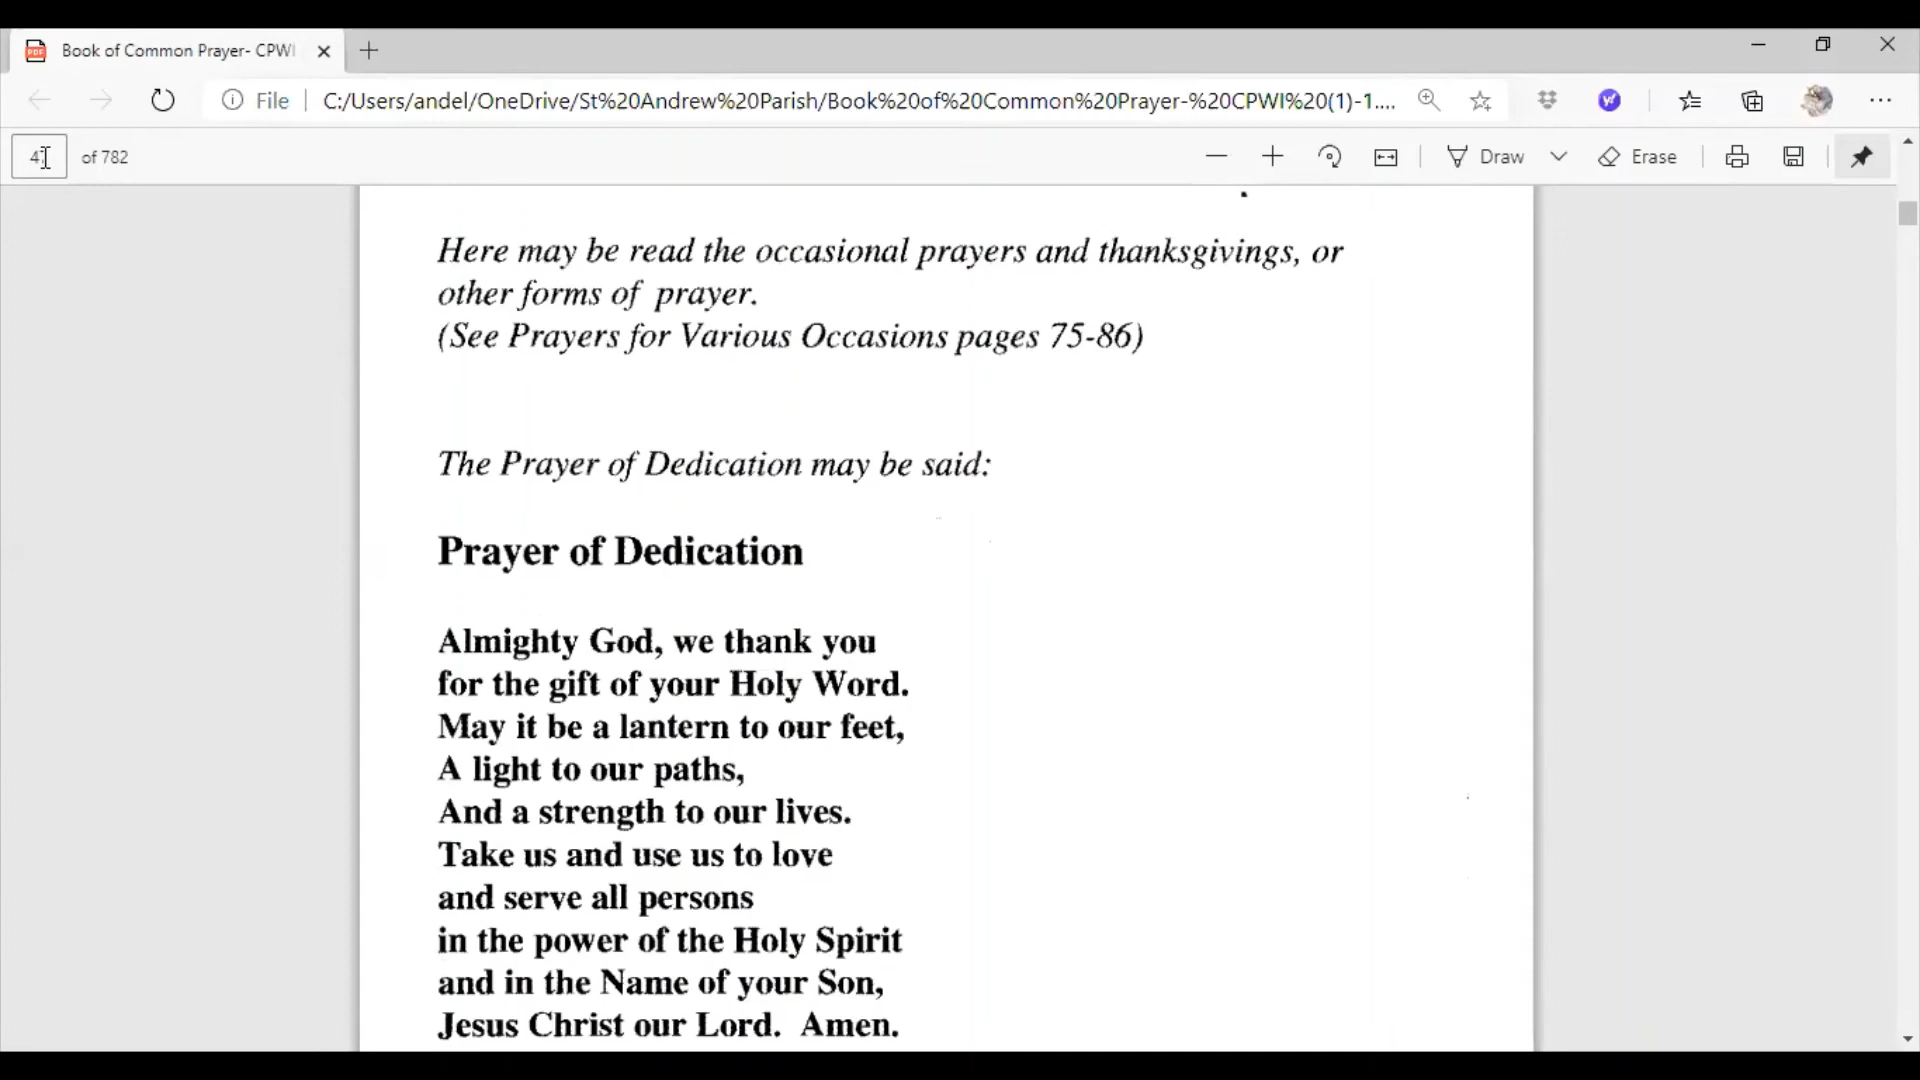 Book of Common Prayer- CPWI
File
C:/Users/andel/OneDrive/St%20Andrew%20Parish/Book%20of%20Common%20Prayer-%20CPWI%20(1)-1....
of 782
Draw
Erase
Here may be read the occasional prayers and thanksgivings, or
other forms of prayer.
(See Prayers for Various Occasions pages 75-86)
The Prayer of Dedication may be said:
Prayer of Dedication
Almighty God, we thank you
for the gift of your Holy Word.
May it be a lantern to our feet,
A light to our paths,
And a strength to our lives.
Take us and use us to love
and serve all persons
in the power of the Holy Spirit
and in the Name of your Son,
Jesus Christ our Lord. Amen.